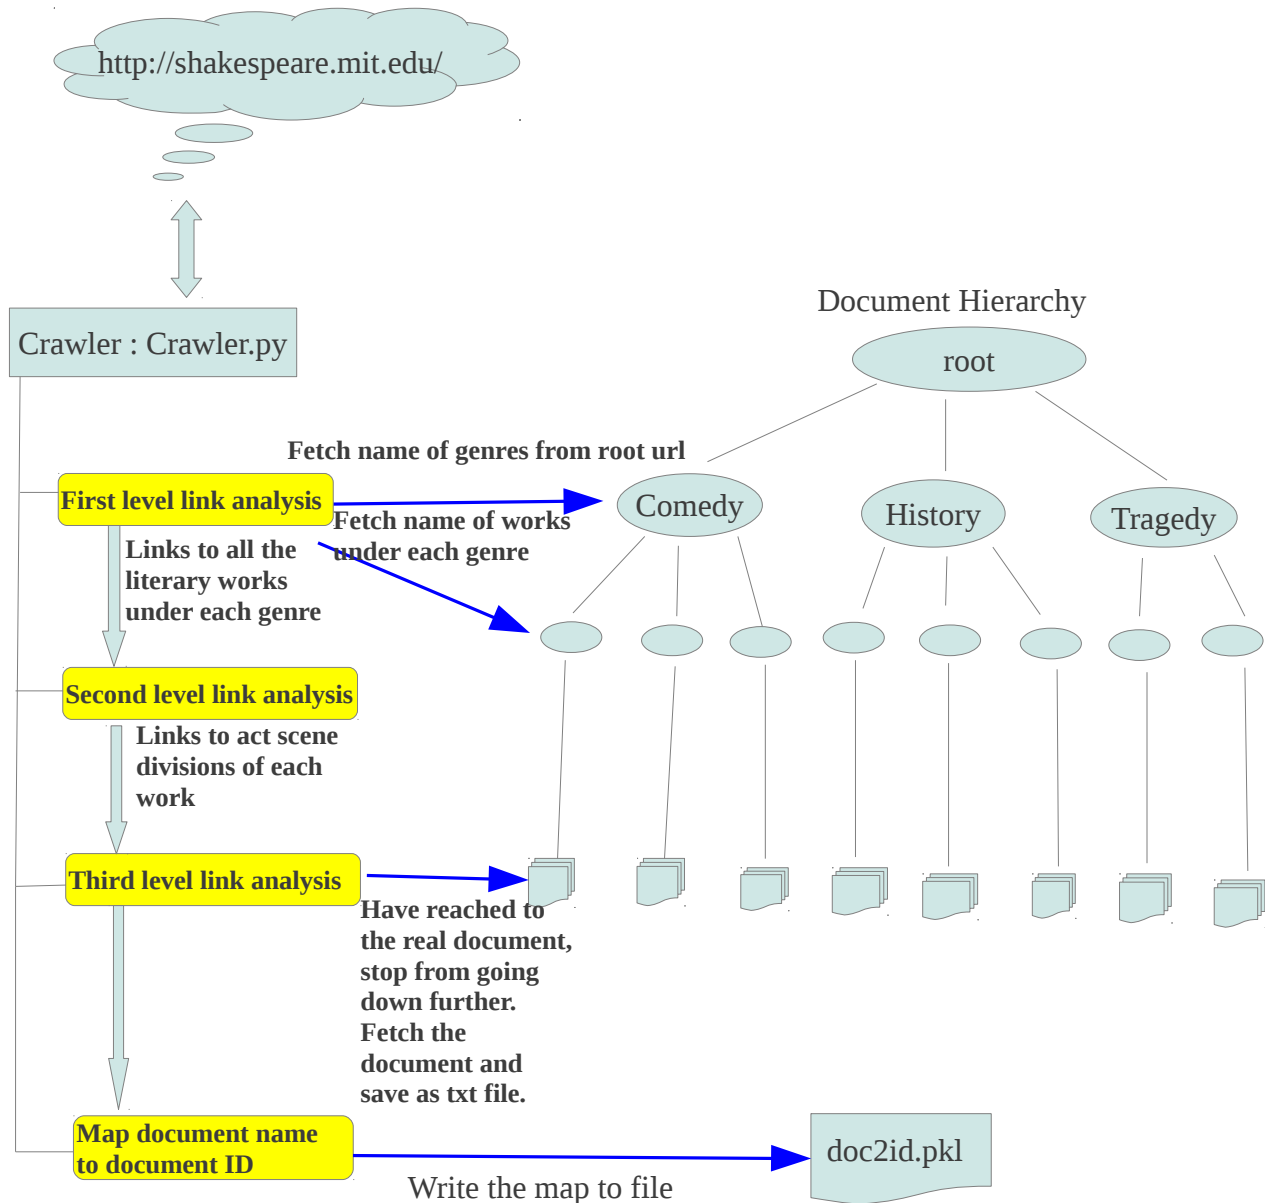 http://shakespeare.mit.edu/
Crawler : Crawler.py
Document Hierarchy
root
Fetch name of genres from root url
First level link analysis
Comedy
History
Tragedy
Fetch name of works
under each genre
Links to all the
literary works
under each genre
Second level link analysis
Links to act scene
divisions of each
work
Third level link analysis
Have reached to
the real document,
stop from going
down further.
Fetch the
document and
save as txt file.
Map document name
to document ID
doc2id.pkl
Write the map to file